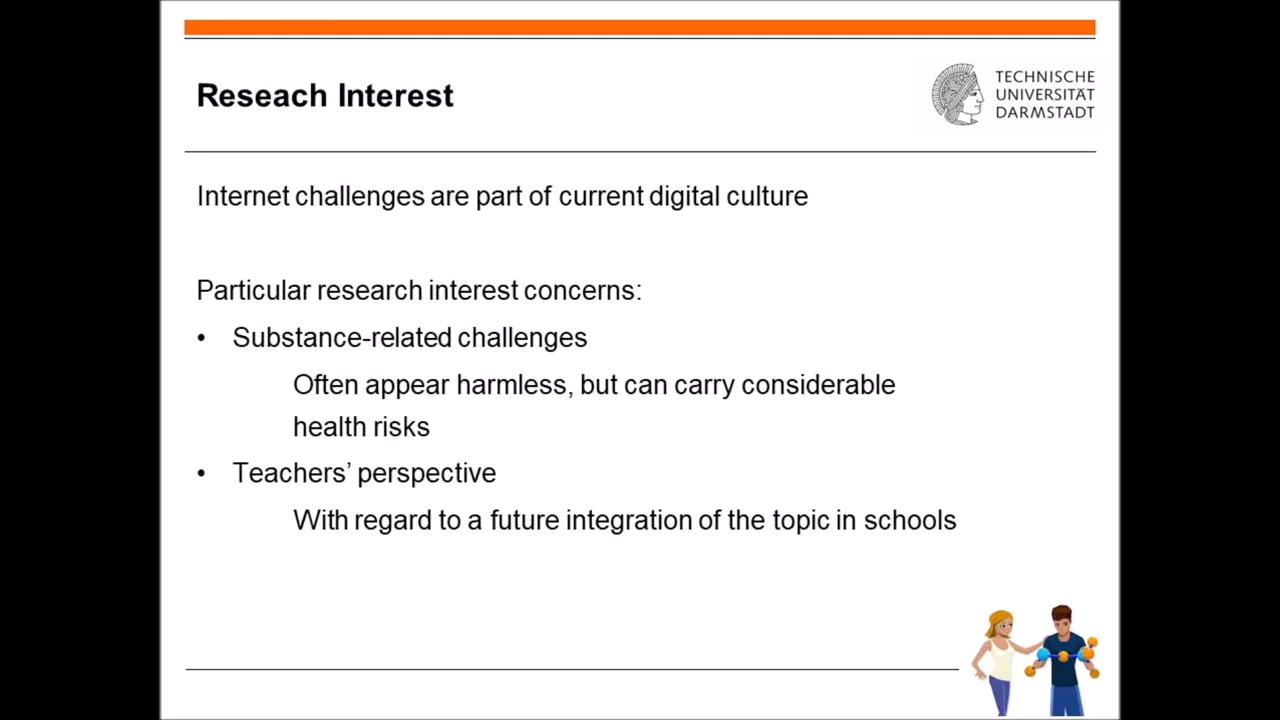 Reseach Interest
TECHNISCHE
UNIVERSITÄT
DARMSTADT
Internet challenges are part of current digital culture
Particular research interest concerns:
• Substance-related challenges
Often appear harmless, but can carry considerable
health risks
• Teachers’ perspective
With regard to a future integration of the topic in schools